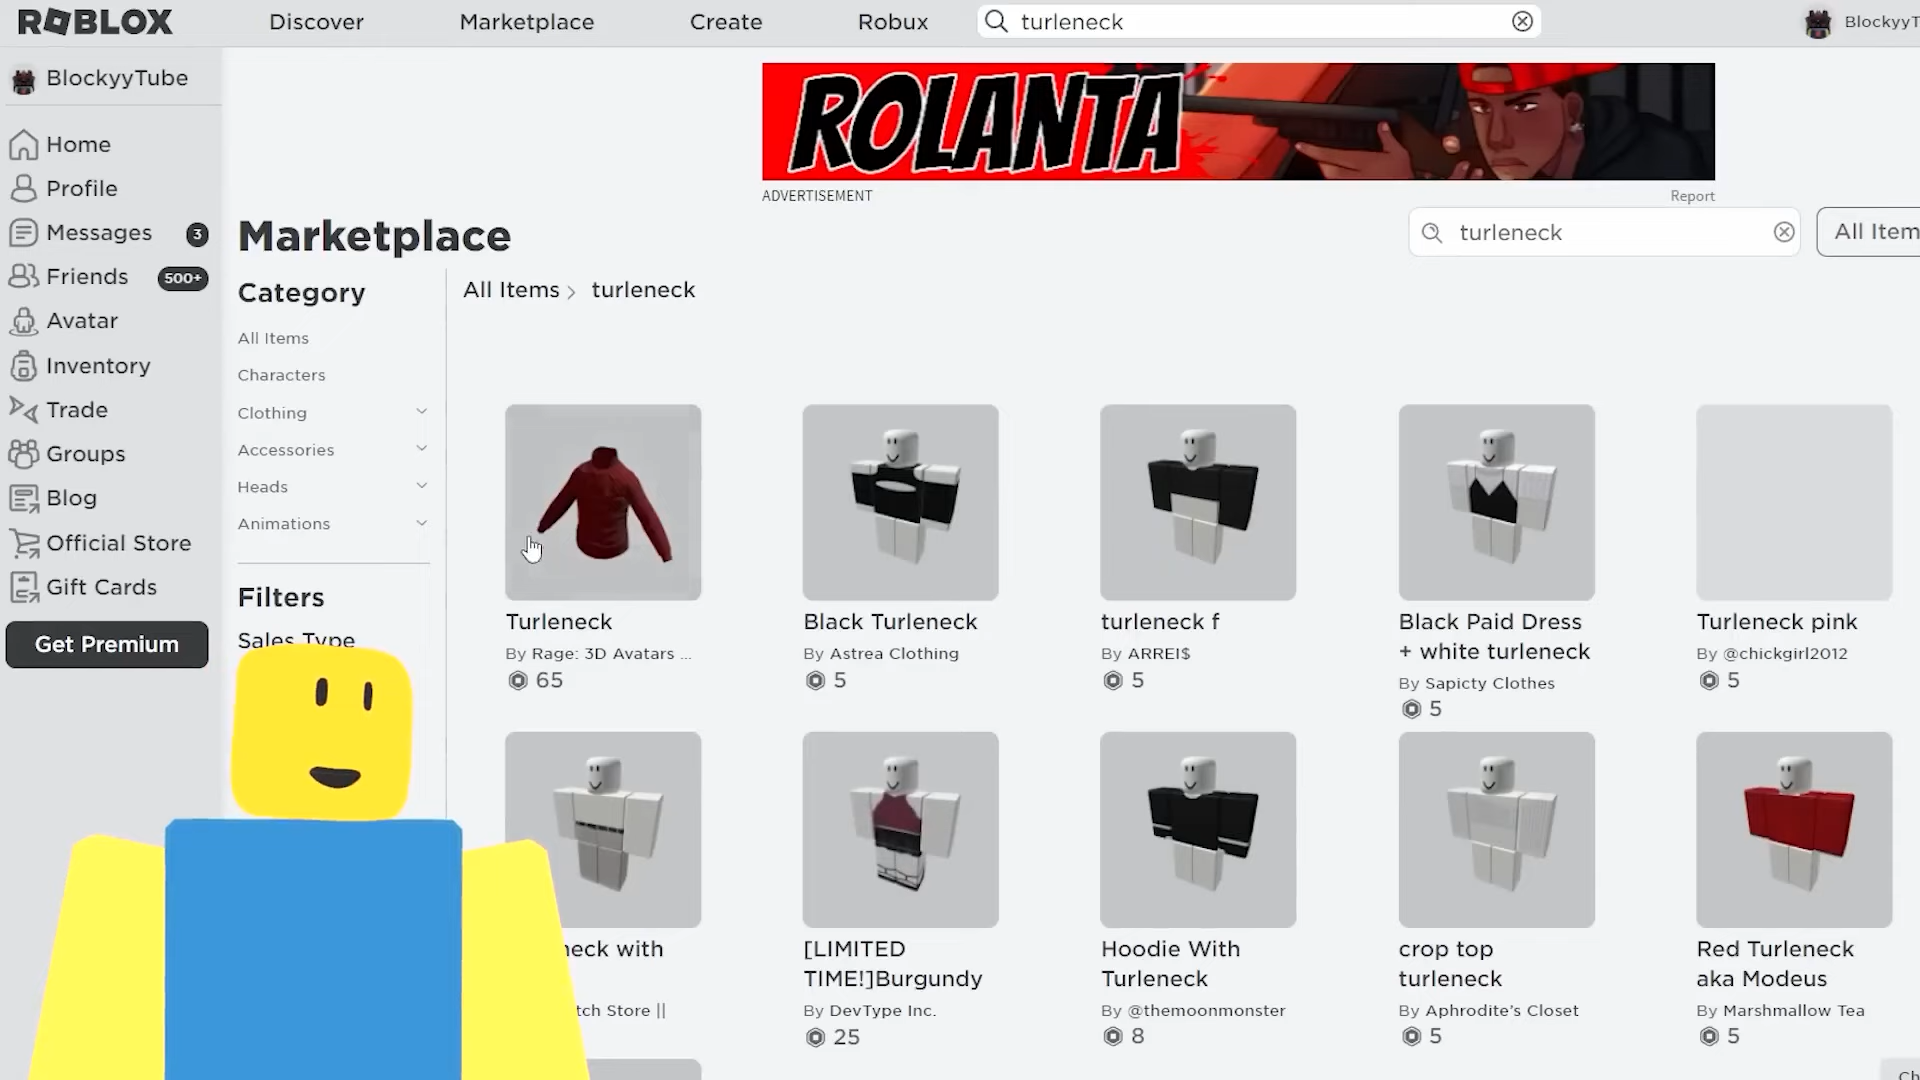 ROBLOX
Discover
Marketplace
Create
Robux
turleneck
BlockyyT
BlockyyTube
Home
Profile
Messages
3
Friends
500+
Avatar
Inventory
Trade
Groups
Blog
Official Store
Gift Cards
Get Premium
ROLANTA
ADVERTISEMENT
Report
Marketplace
turleneck
All Item
Category
All Items
Characters
Clothing
Accessories
Heads
Animations
Filters
Sales Type
All Items > turleneck
Turleneck
By Rage: 3D Avatars ...
65
Black Turleneck
By Astrea Clothing
5
turleneck f
By ARREI$
5
Black Paid Dress
+ white turleneck
By Sapicty Clothes
5
Turleneck pink
By @chickgirl2012
5
neck with
tch Store ||
[LIMITED
TIME!]Burgundy
By DevType Inc.
25
Hoodie With
Turleneck
By @themoonmonster
8
crop top
turleneck
By Aphrodite's Closet
5
Red Turleneck
aka Modeus
By Marshmallow Tea
5
Ch